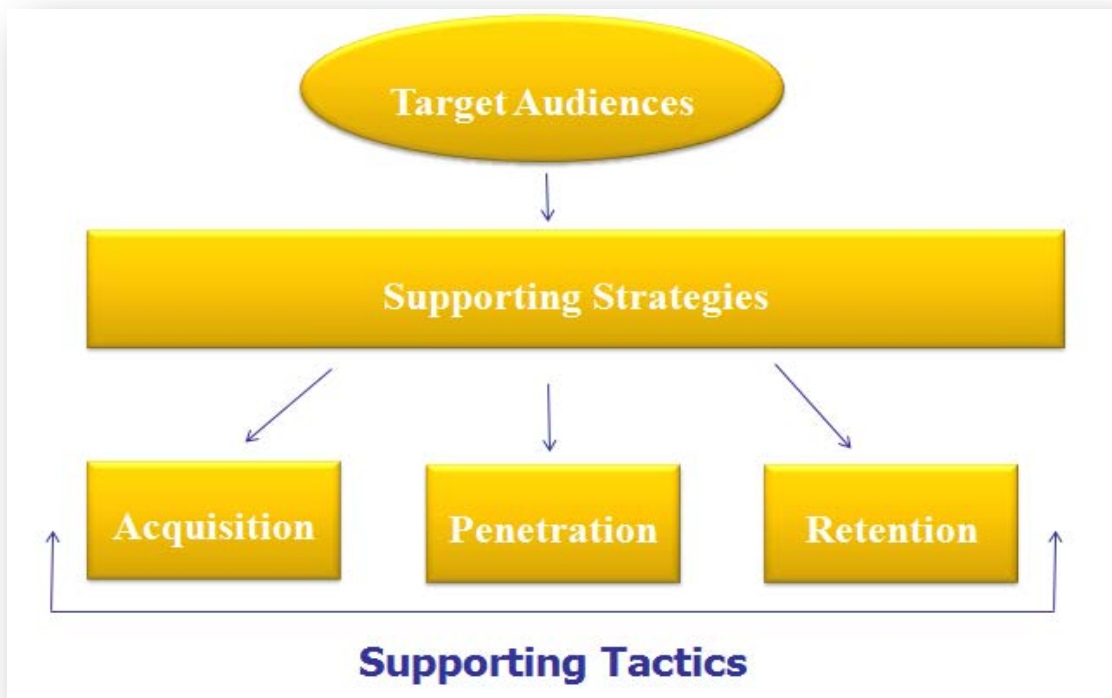 Target Audiences
Supporting Strategies
Acquisition
Penetration
Retention
Supporting Tactics